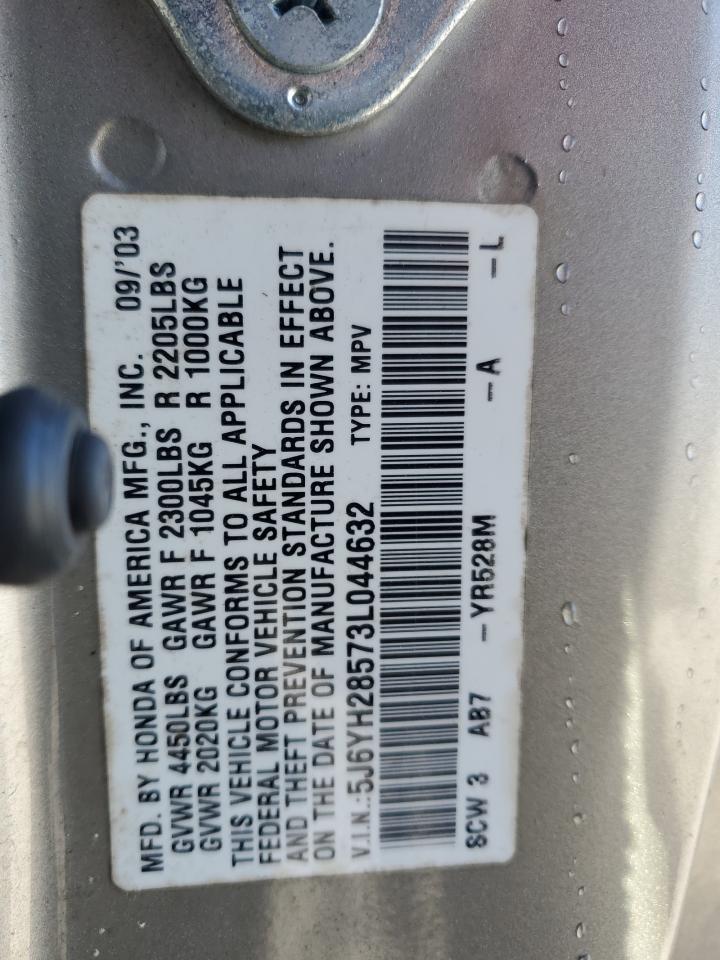 MFD. BY HONDA OF AMERICA MFG., INC. 09/'03
GVWR 4450LBS GAWR F 2300LBS R 2205LBS
GVWR 2020KG GAWR F 1045KG R 1000KG
THIS VEHICLE CONFORMS TO ALL APPLICABLE
FEDERAL MOTOR VEHICLE SAFETY
AND THEFT PREVENTION STANDARDS IN EFFECT
ON THE DATE OF MANUFACTURE SHOWN ABOVE.
V.I.N.:5J6YH28573L044632 TYPE: MPV
SCW 3 AB7 -YR528M -A -L